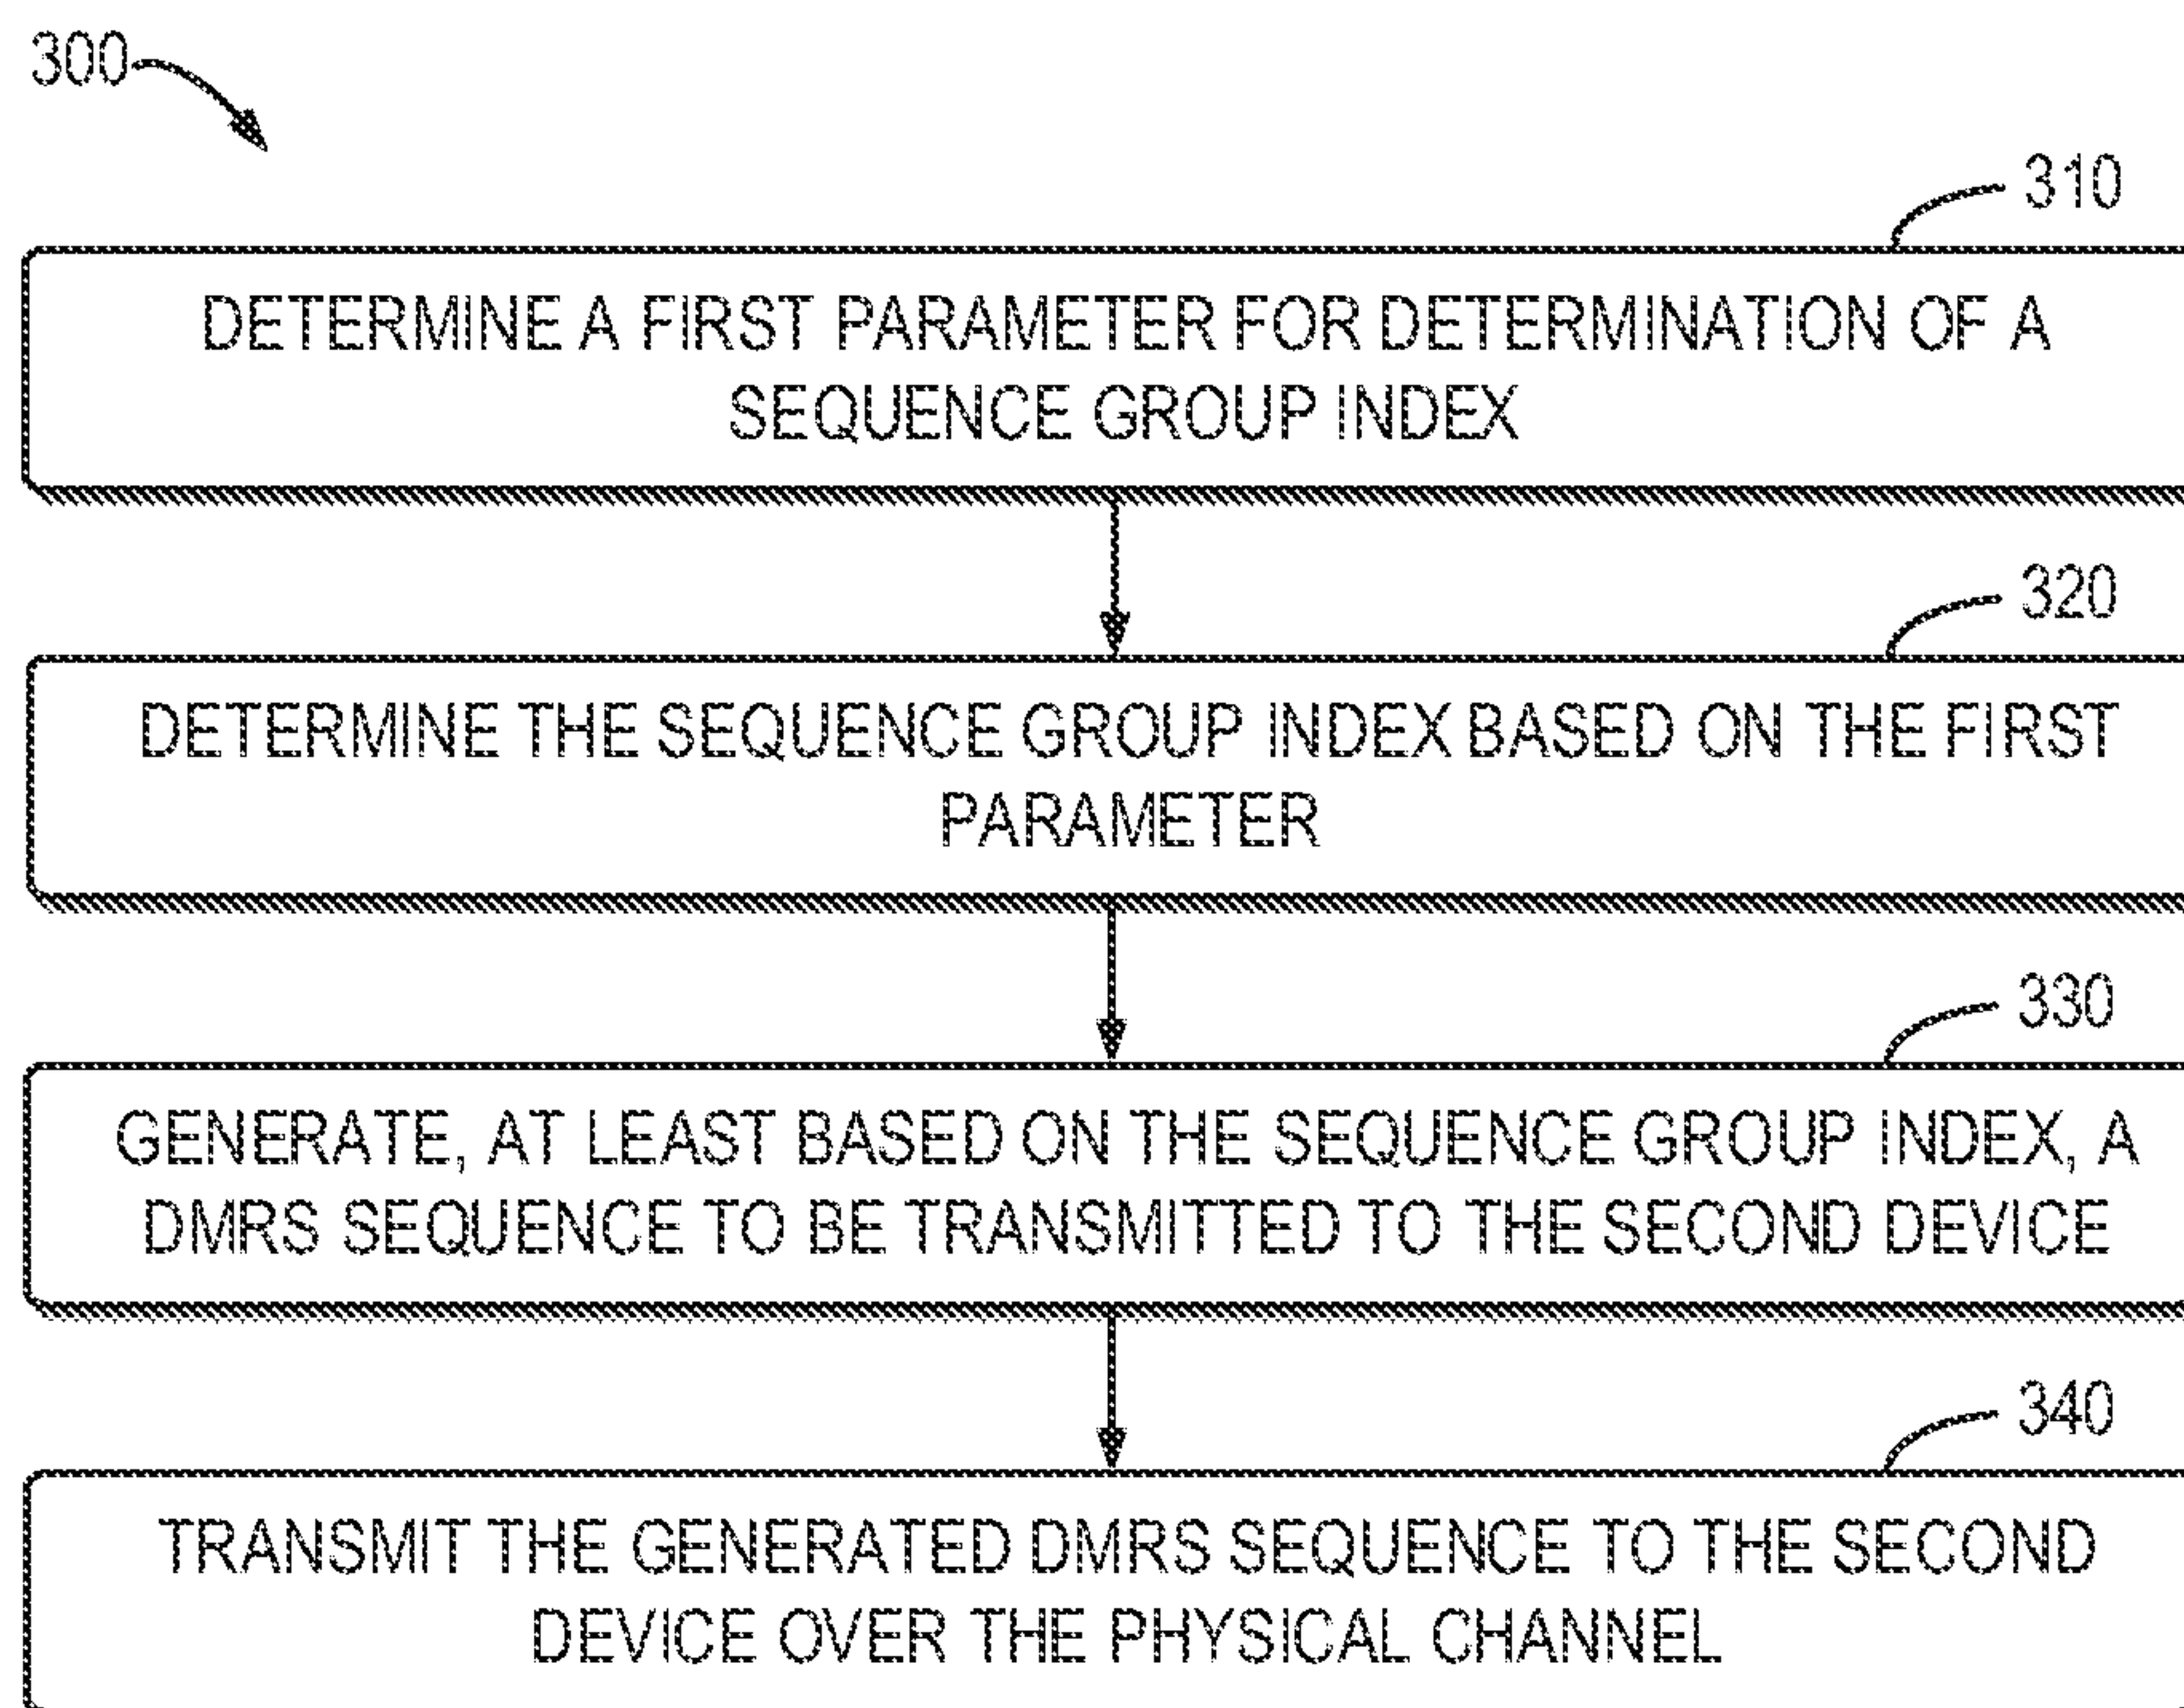 300
310
DETERMINE A FIRST PARAMETER FOR DETERMINATION OF A
SEQUENCE GROUP INDEX
320
DETERMINE THE SEQUENCE GROUP INDEX BASED ON THE FIRST
PARAMETER
330
GENERATE, AT LEAST BASED ON THE SEQUENCE GROUP INDEX, A
DMRS SEQUENCE TO BE TRANSMITTED TO THE SECOND DEVICE
340
TRANSMIT THE GENERATED DMRS SEQUENCE TO THE SECOND
DEVICE OVER THE PHYSICAL CHANNEL